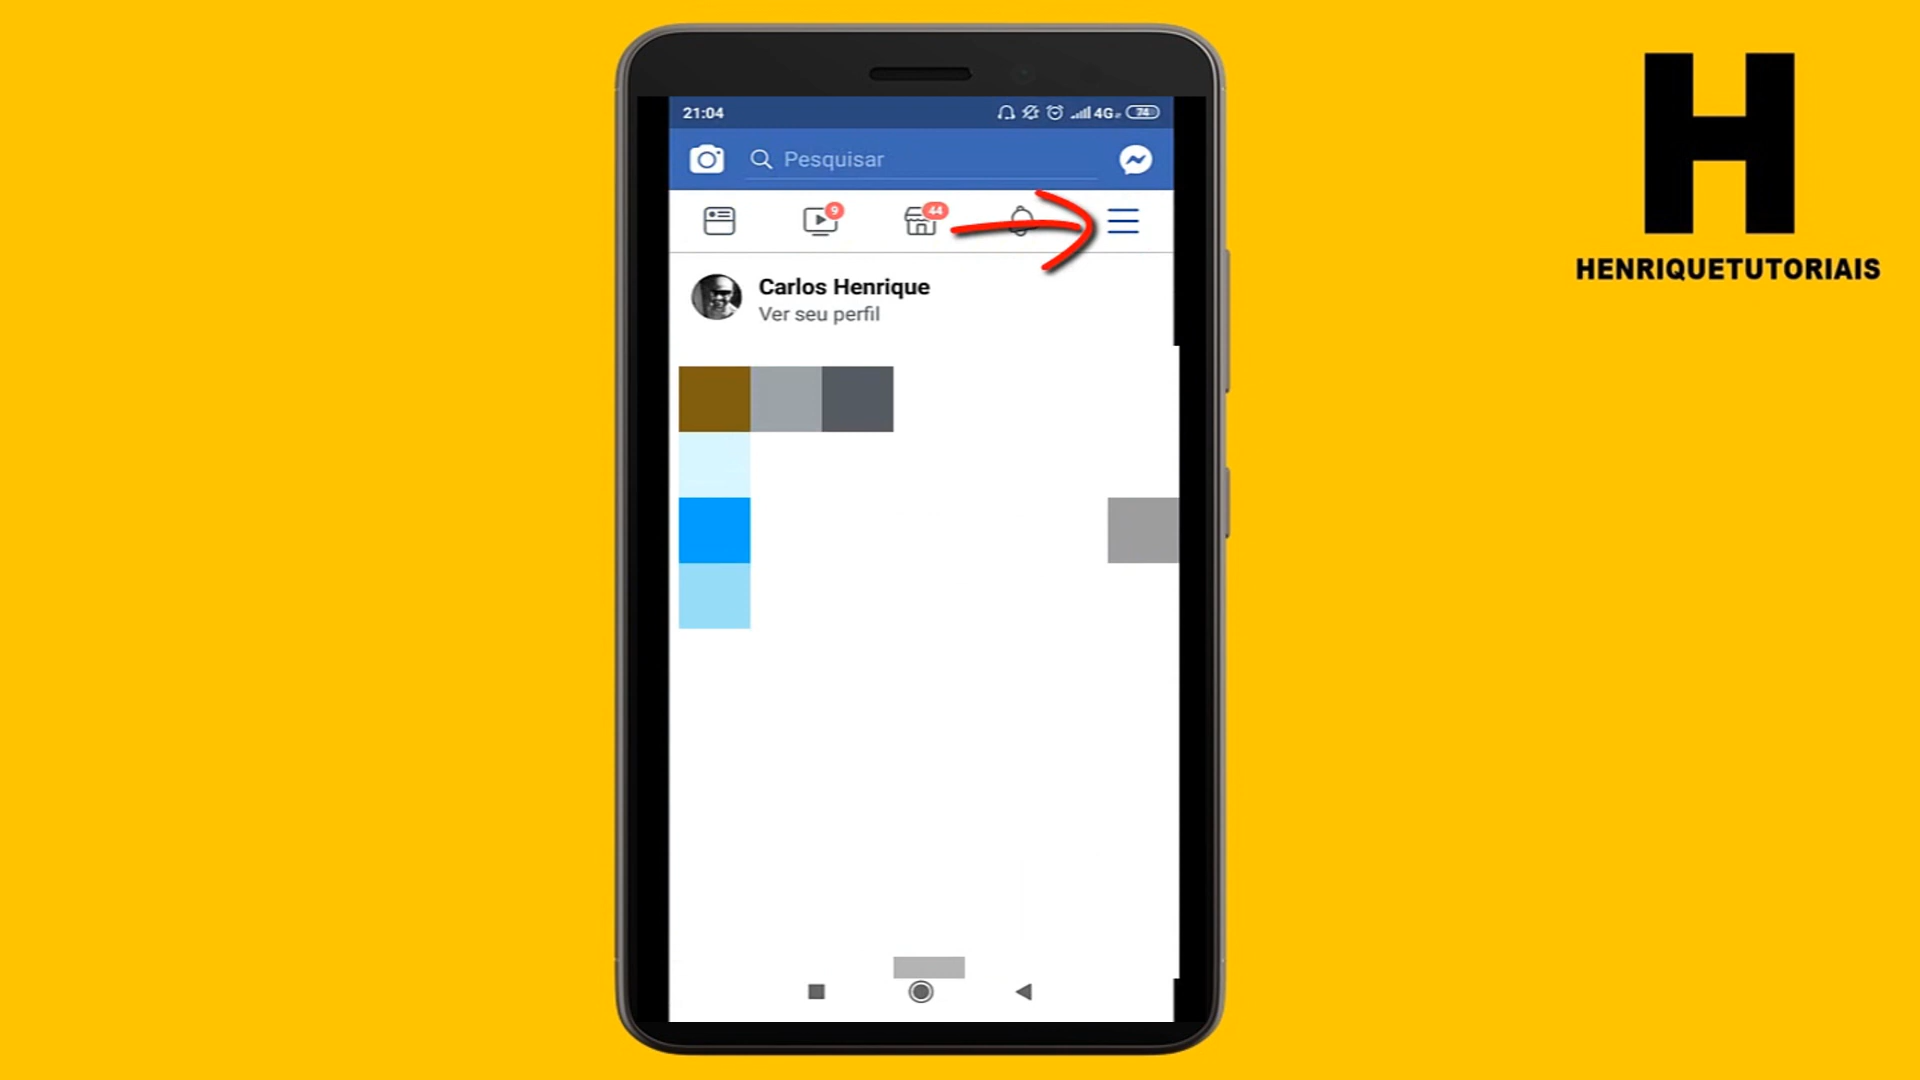 21:04
4G
74
Pesquisar
9
44
Carlos Henrique
Ver seu perfil
H
HENRIQUETUTORIAIS